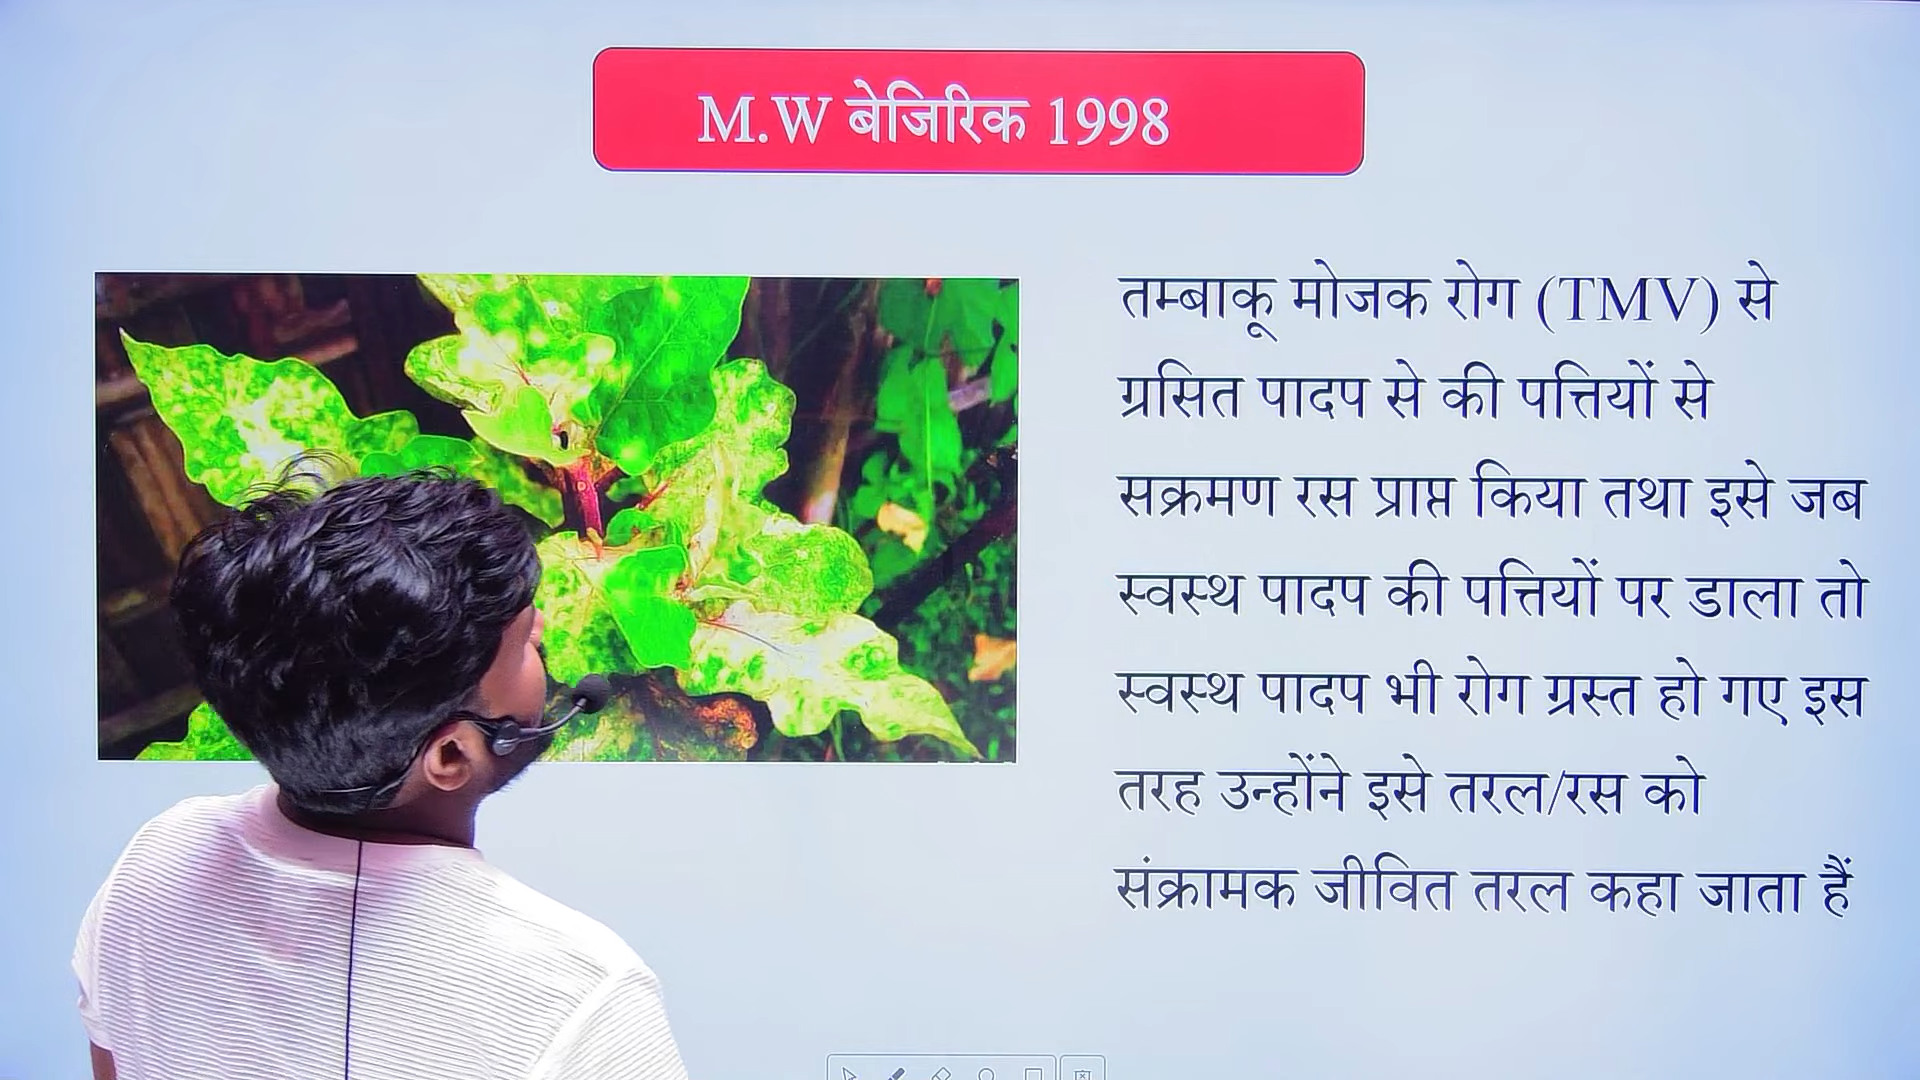 M.W बेजिरिक 1998
तम्बाकू मोजक रोग (TMV) से
ग्रसित पादप से की पत्तियों से
सक्रमण रस प्राप्त किया तथा इसे जब
स्वस्थ पादप की पत्तियों पर डाला तो
स्वस्थ पादप भी रोग ग्रस्त हो गए इस
तरह उन्होंने इसे तरल/रस को
संक्रामक जीवित तरल कहा जाता हैं